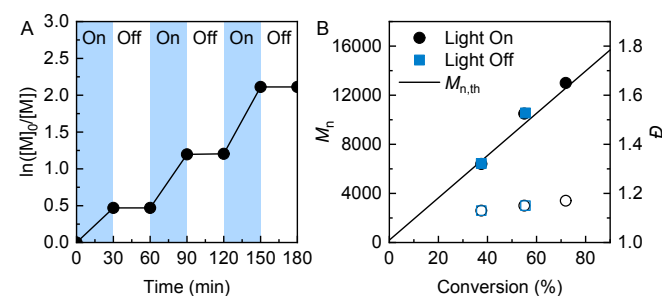 A
On Off On Off On Off
3.0
2.5
2.0
1.5
1.0
0.5
0.0
0 30 60 90 120 150 180
Time (min)
ln([M]0/[M])
B
Light On
Light Off
Mn,th
16000
12000
8000
4000
0
Mn
1.8
1.6
1.4
1.2
1.0
Đ
0 20 40 60 80
Conversion (%)